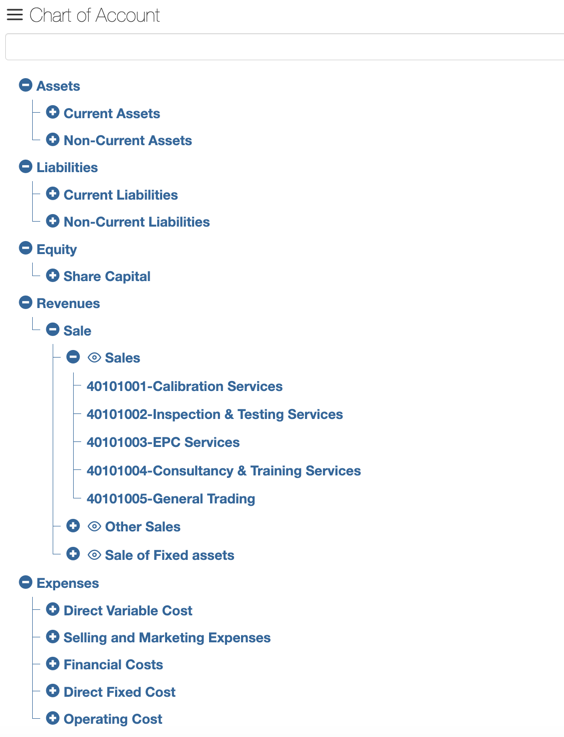 Chart of Account
Assets
Current Assets
Non-Current Assets
Liabilities
Current Liabilities
Non-Current Liabilities
Equity
Share Capital
Revenues
Sale
Sales
40101001-Calibration Services
40101002-Inspection & Testing Services
40101003-EPC Services
40101004-Consultancy & Training Services
40101005-General Trading
Other Sales
Sale of Fixed assets
Expenses
Direct Variable Cost
Selling and Marketing Expenses
Financial Costs
Direct Fixed Cost
Operating Cost